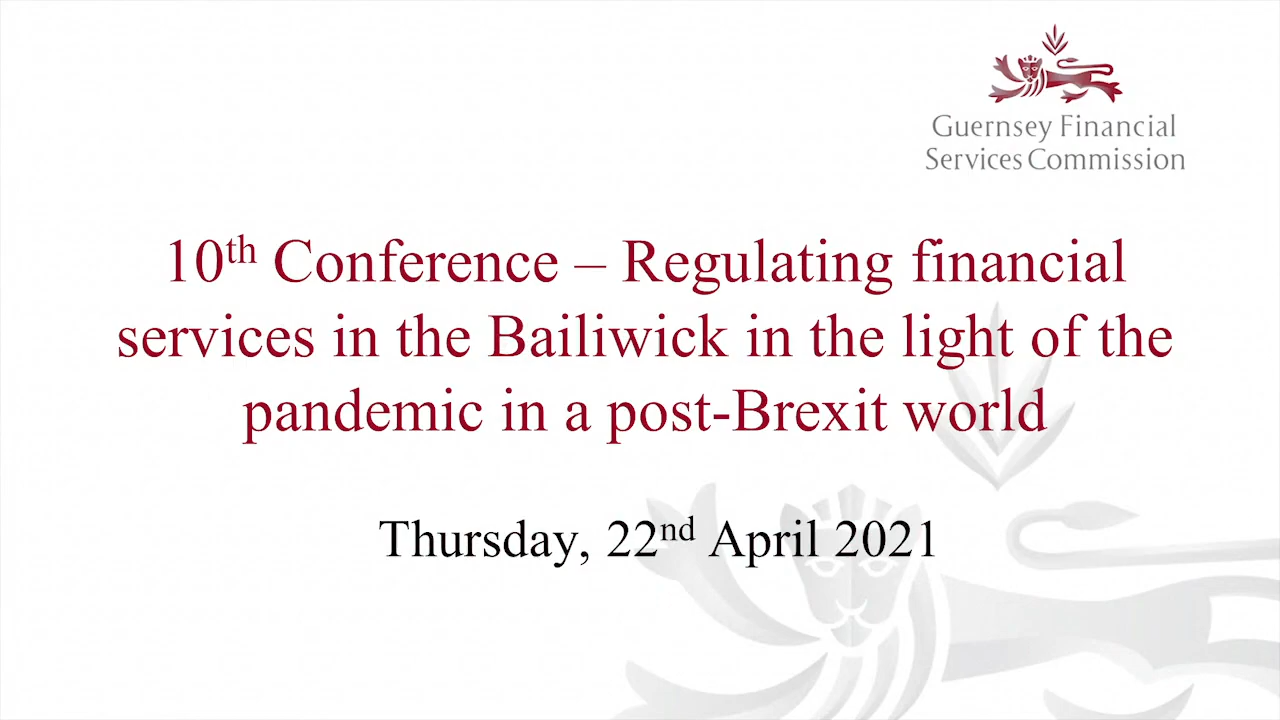 Guernsey Financial
Services Commission
10th Conference – Regulating financial
services in the Bailiwick in the light of the
pandemic in a post-Brexit world
Thursday, 22nd April 2021